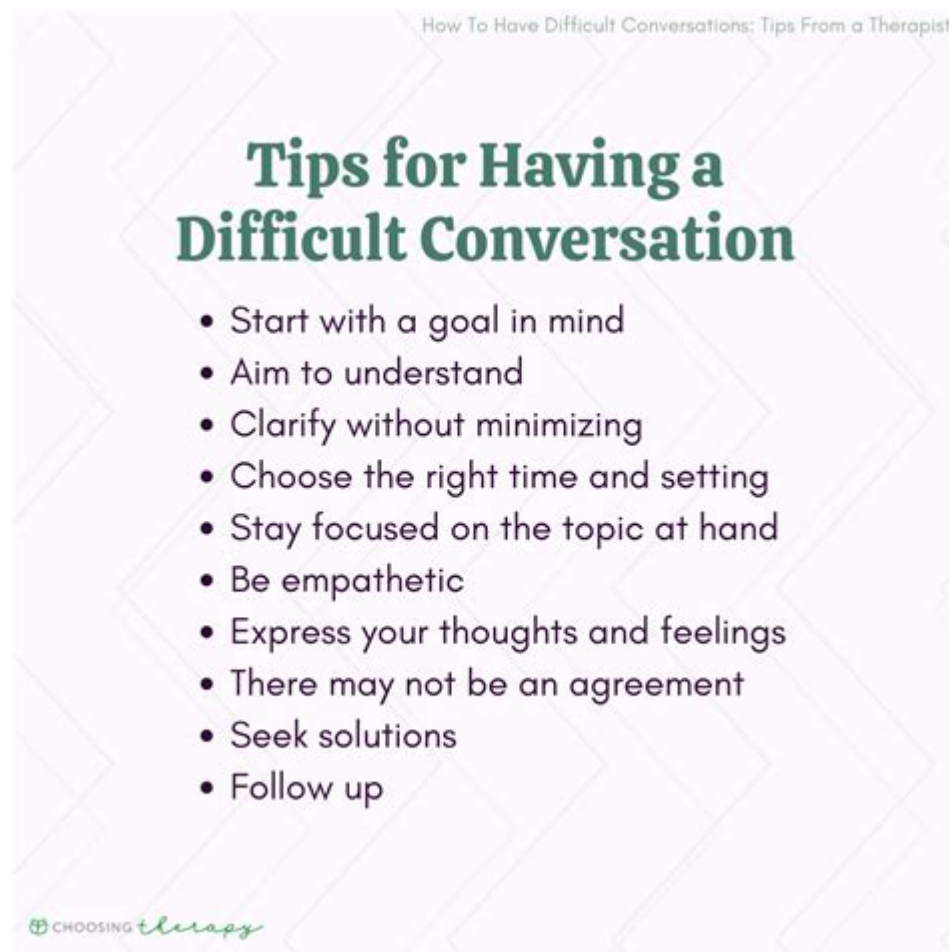 How To Have Difficult Conversations: Tips From a Therapist
Tips for Having a
Difficult Conversation
• Start with a goal in mind
• Aim to understand
• Clarify without minimizing
• Choose the right time and setting
• Stay focused on the topic at hand
• Be empathetic
• Express your thoughts and feelings
• There may not be an agreement
• Seek solutions
• Follow up
CHOOSING therapy